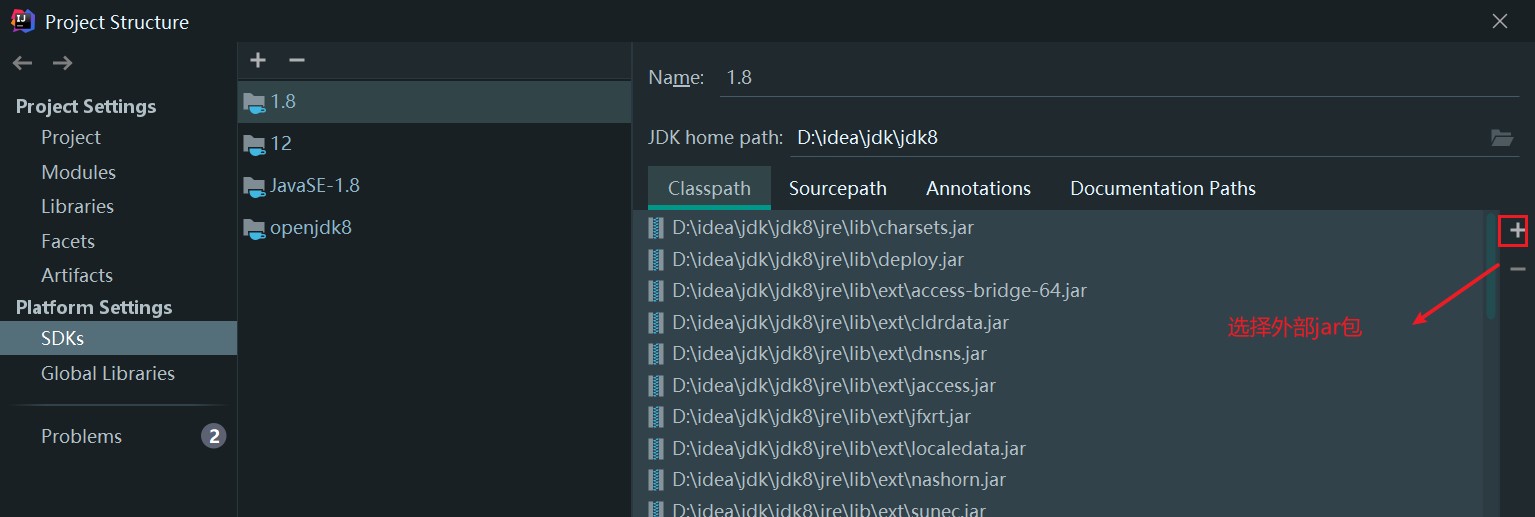 Project Structure
Project Settings
Project
Modules
Libraries
Facets
Artifacts
Platform Settings
SDKs
Global Libraries
Problems
2
1.8
12
JavaSE-1.8
openjdk8
Name: 1.8
JDK home path: D:\idea\jdk\jdk8
Classpath Sourcepath Annotations Documentation Paths
D:\idea\jdk\jdk8\jre\lib\charsets.jar
D:\idea\jdk\jdk8\jre\lib\deploy.jar
D:\idea\jdk\jdk8\jre\lib\ext\access-bridge-64.jar
D:\idea\jdk\jdk8\jre\lib\ext\cldrdata.jar
D:\idea\jdk\jdk8\jre\lib\ext\dnsns.jar
D:\idea\jdk\jdk8\jre\lib\ext\jaccess.jar
D:\idea\jdk\jdk8\jre\lib\ext\jfxrt.jar
D:\idea\jdk\jdk8\jre\lib\ext\localedata.jar
D:\idea\jdk\jdk8\jre\lib\ext\nashorn.jar
D:\idea\jdk\jdk8\jre\lib\ext\sunec.jar
选择外部jar包